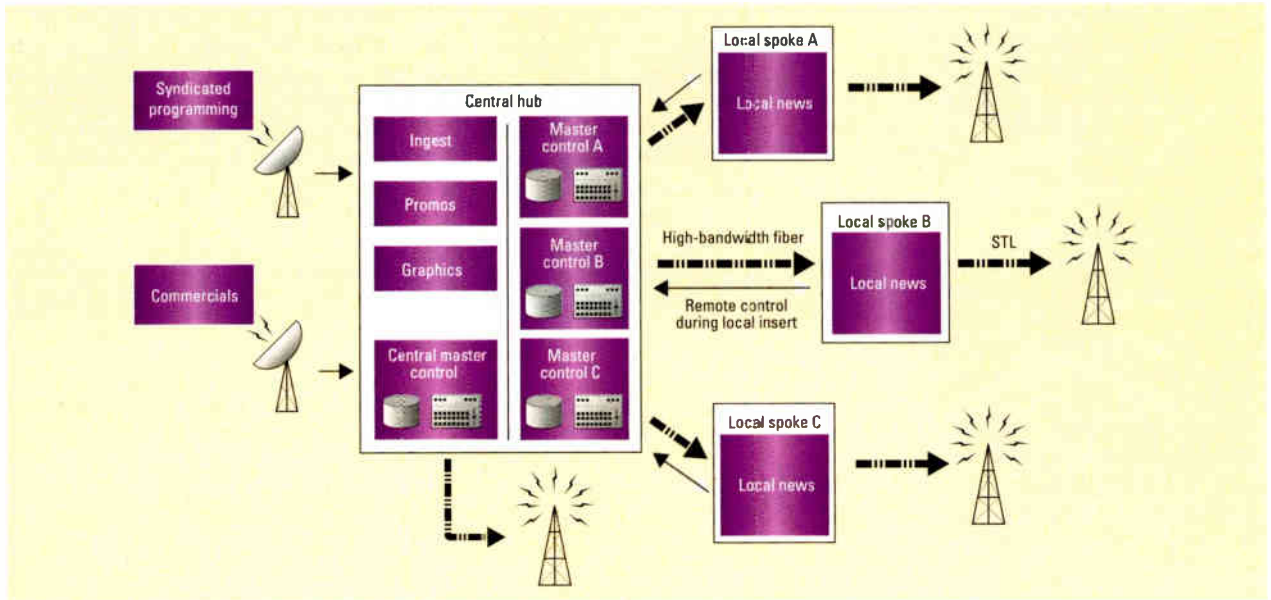 Syndicated
programming
Commercials
Central hub
Ingest
Promos
Graphics
Central master
control
Master
control A
Master
control B
Master
control C
Local spoke A
Local news
High-bandwidth fiber
Remote control
during local insert
Local spoke B
Local news
STL
Local spoke C
Local news